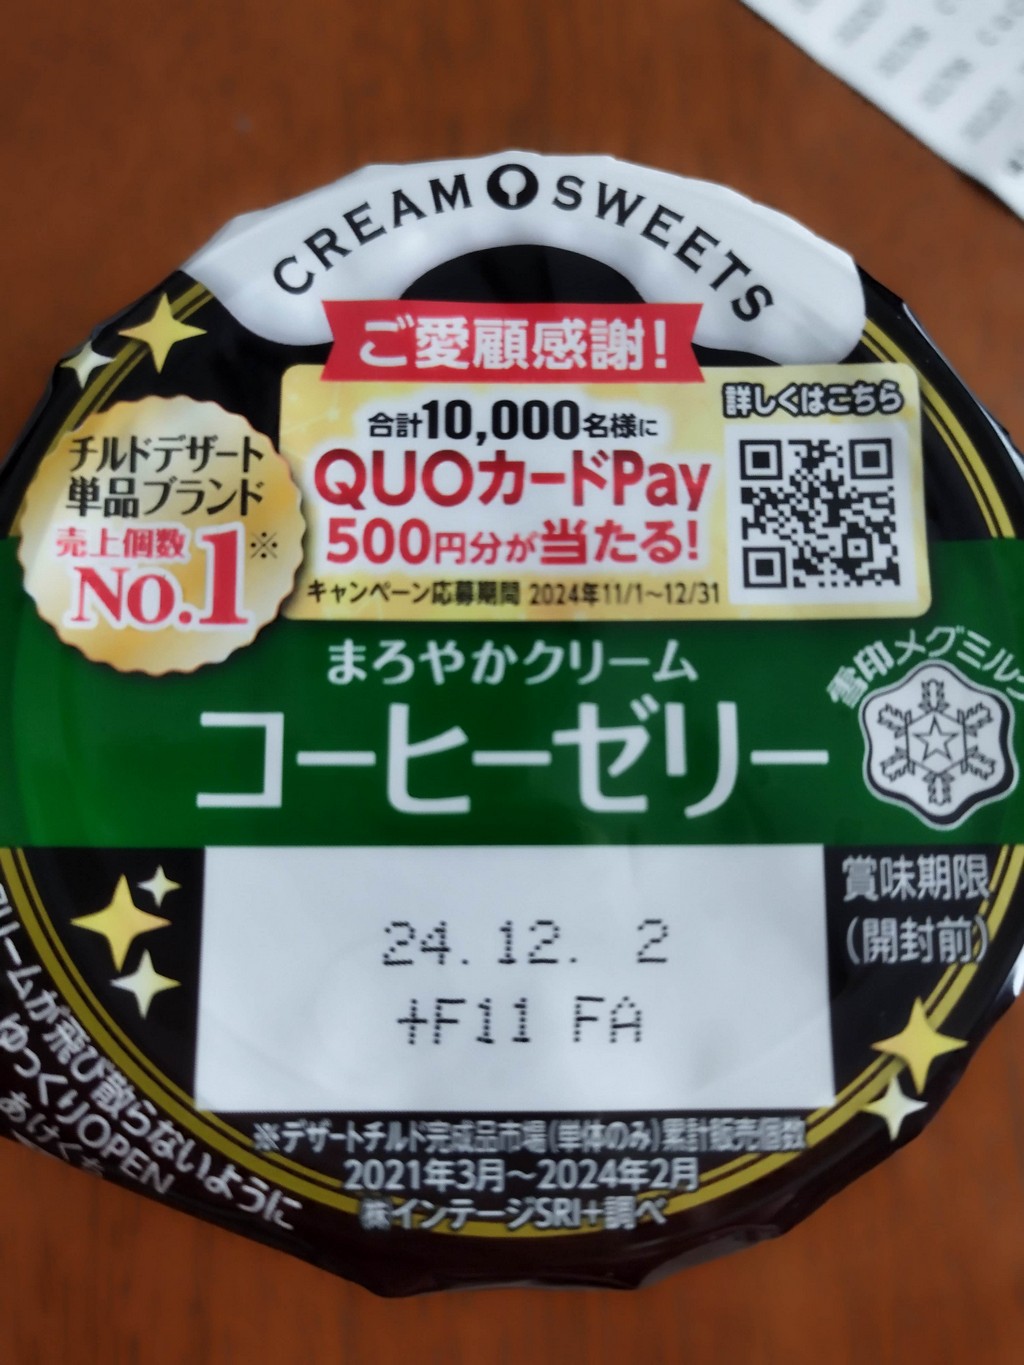 CREAM SWEETS
ご愛顧感謝!
詳しくはこちら
合計10,000名様に
QUOカードPay
500円分が当たる!
キャンペーン応募期間 2024年11/1～12/31
チルドデザート
単品ブランド
売上個数
No.1※
まろやかクリーム
コーヒーゼリー
雪印メグミルク
賞味期限
(開封前)
24.12. 2
+F11 FA
※デザートチルド完成品市場(単体のみ)累計販売個数
2021年3月～2024年2月
㈱インテージSRI+調べ
クリームが飛び散らないように
ゆっくりOPEN
あけくち